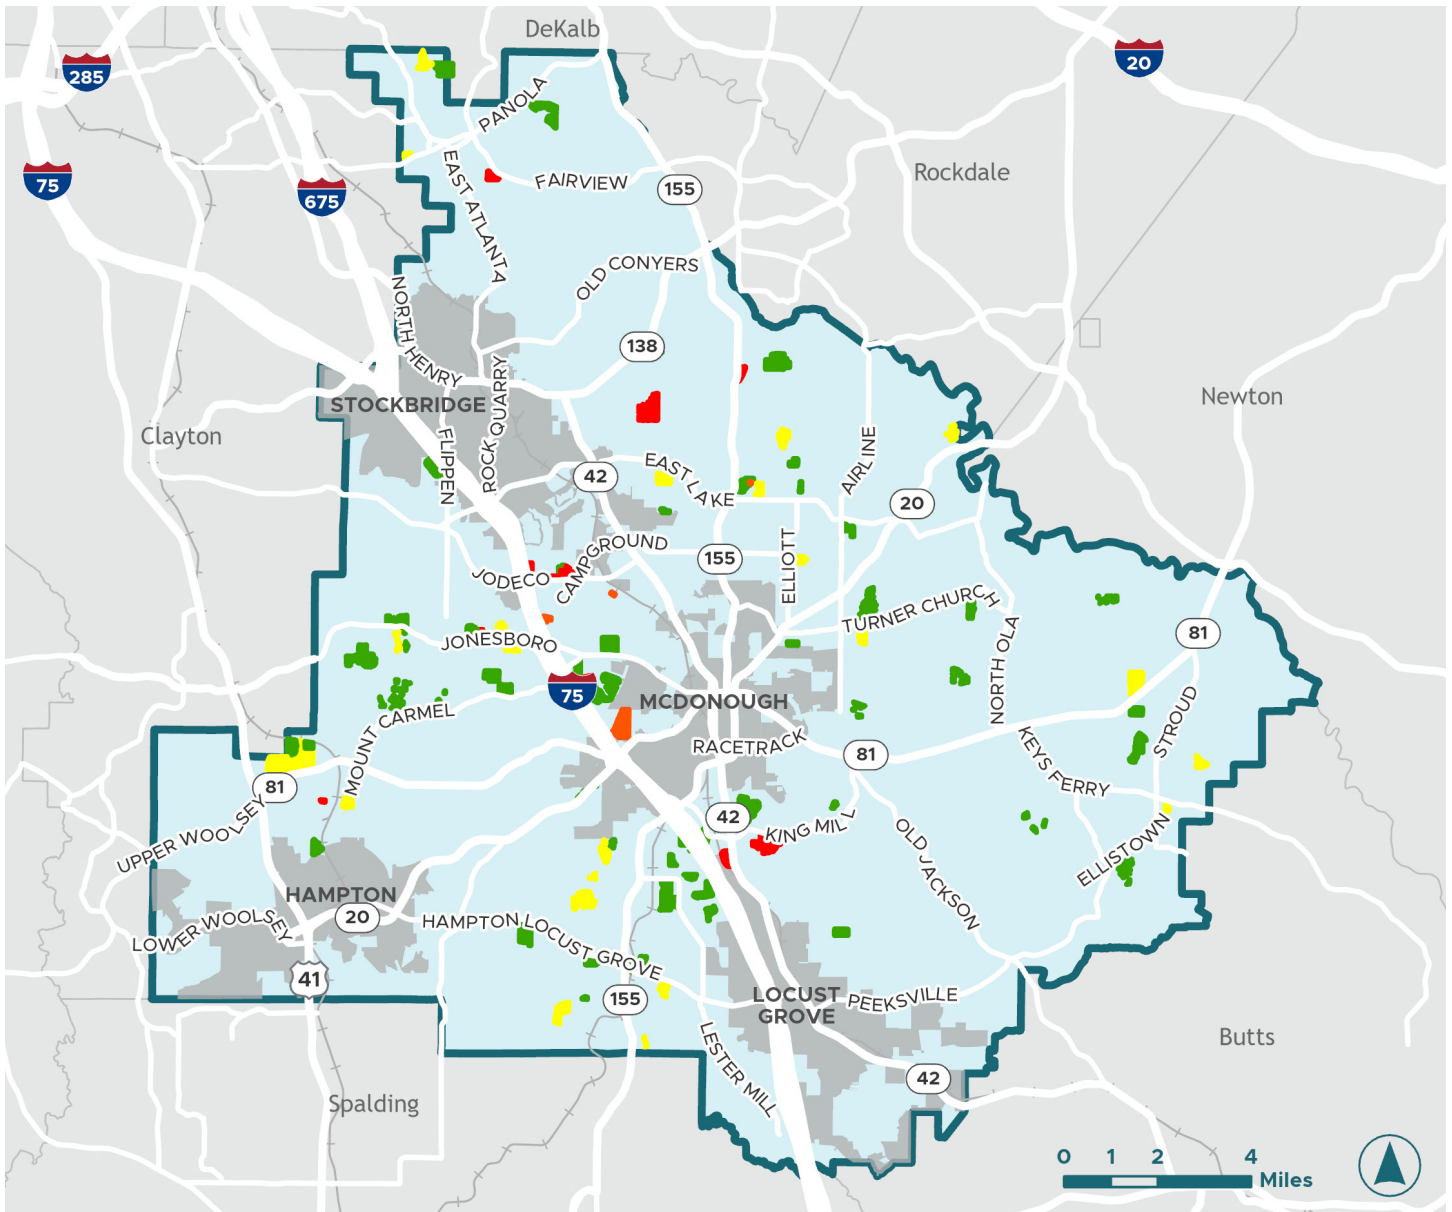 DeKalb
285
20
PANOLA
75
675
EAST ATLANTA
FAIRVIEW
155
Rockdale
OLD CONYERS
NORTH HENRY
138
ROCK QUARRY
STOCKBRIDGE
Newton
Clayton
FLIPPEN
42
EAST LAKE
AIRLINE
20
CAMPGROUND
JODECO
155
ELLIOTT
TURNER CHURCH
JONESBORO
NORTH OLA
81
75
MCDONOUGH
MOUNT CARMEL
RACETRACK
81
STROUD
KEYS FERRY
81
UPPER WOOLSEY
42
KING MILL
OLD JACKSON
ELLISTOWN
HAMPTON
20
LOWER WOOLSEY
HAMPTON LOCUST GROVE
41
155
LOCUST
GROVE
PEEKSVILLE
LESTER MILL
Butts
42
Spalding
0 1 2 4
Miles